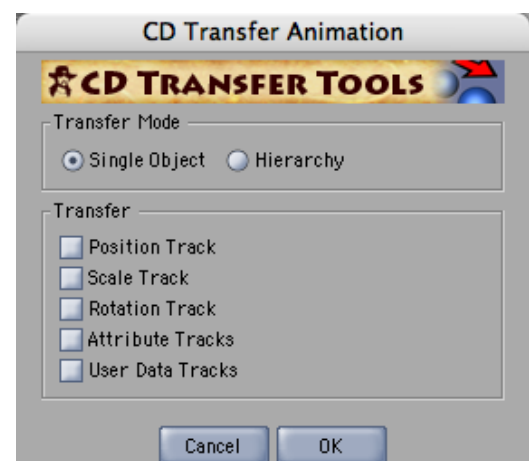 CD Transfer Animation
CD TRANSFER TOOLS
Transfer Mode
Single Object Hierarchy
Transfer
Position Track
Scale Track
Rotation Track
Attribute Tracks
User Data Tracks
Cancel OK